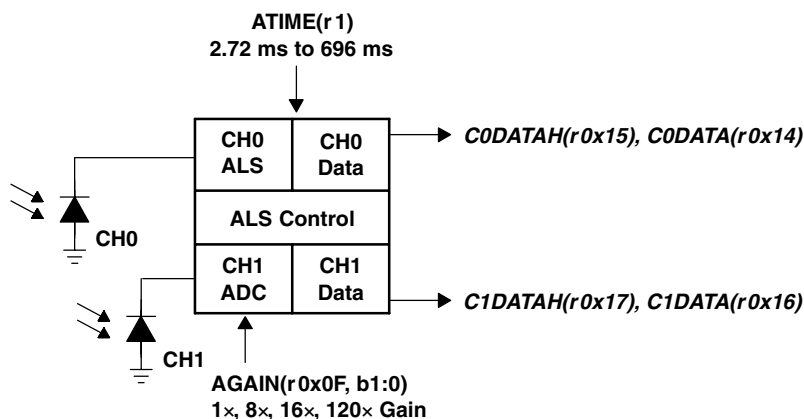 ATIME(r 1)
2.72 ms to 696 ms
CH0
ALS
CH0
Data
C0DATAH(r0x15), C0DATA(r0x14)
ALS Control
CH0
CH1
ADC
CH1
Data
C1DATAH(r0x17), C1DATA(r0x16)
CH1
AGAIN(r0x0F, b1:0)
1×, 8×, 16×, 120× Gain